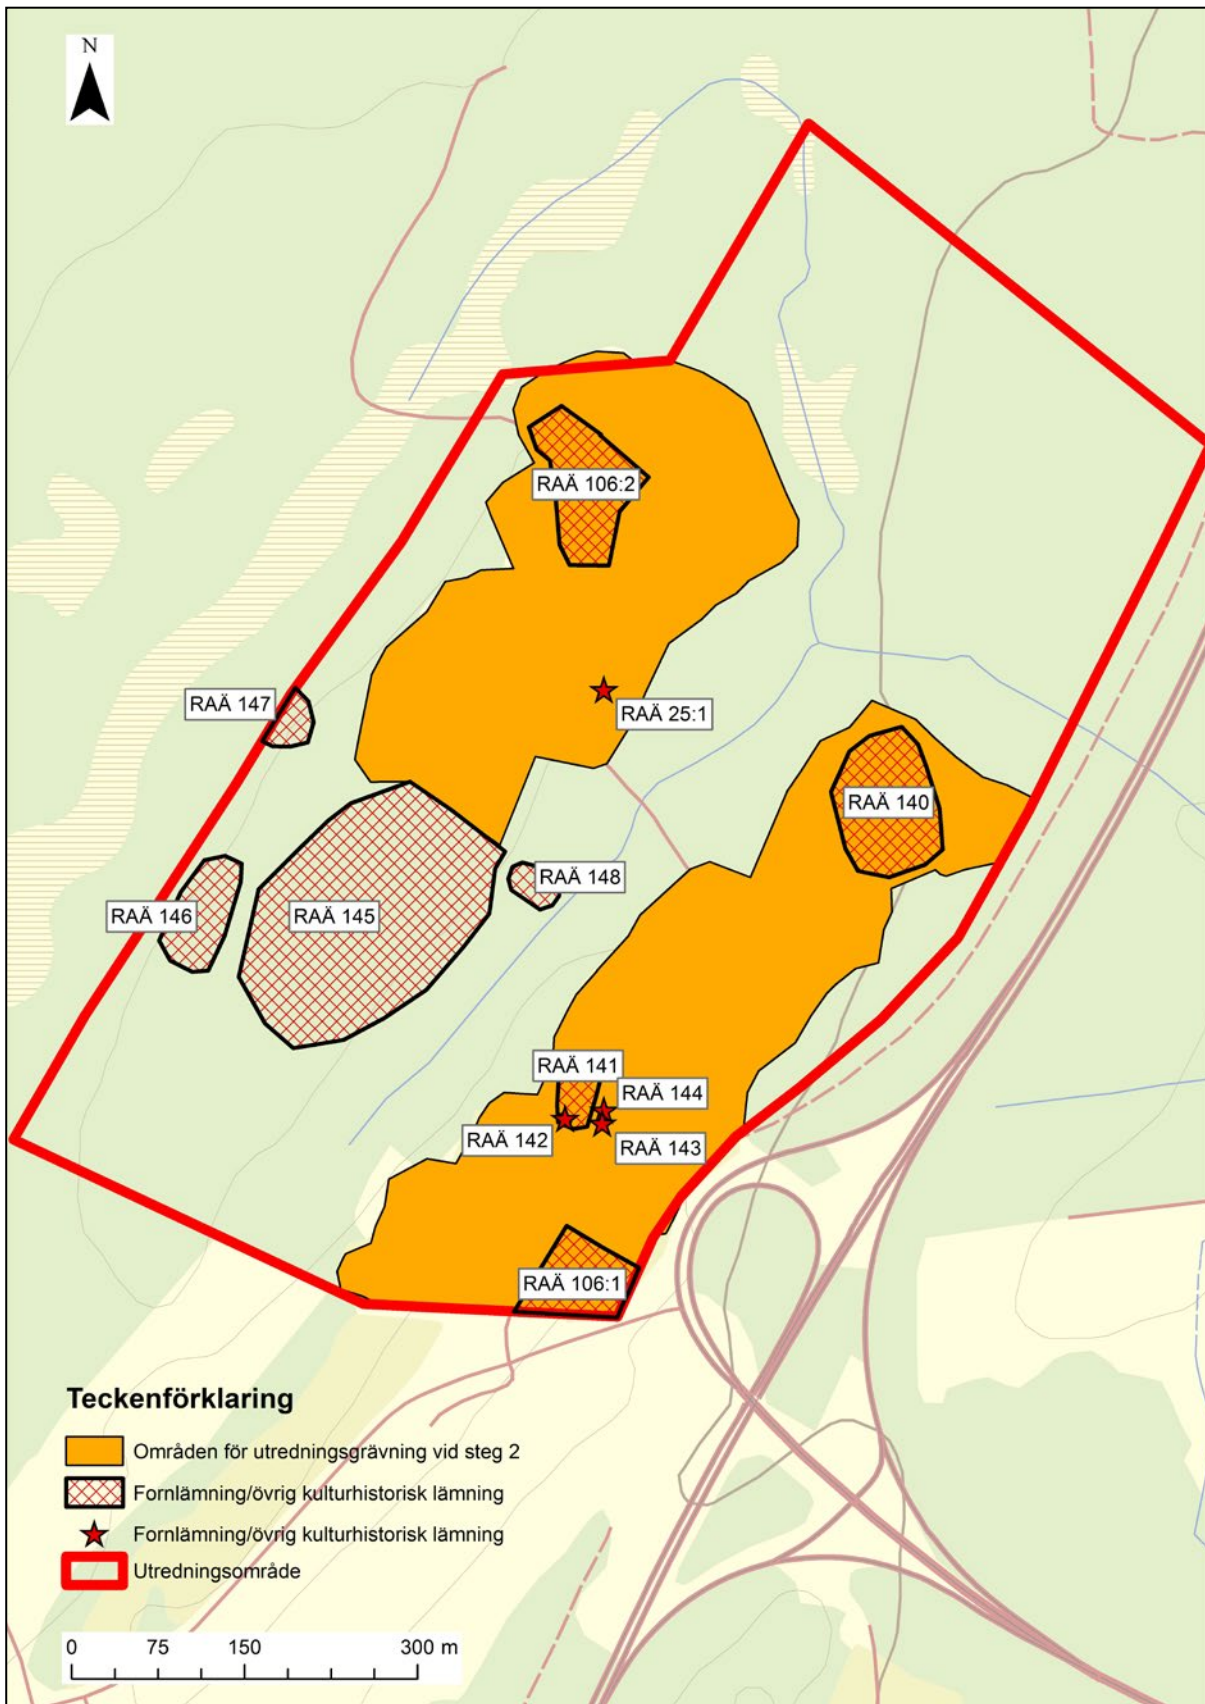 N
RAÄ 106:2
RAÄ 147
RAÄ 25:1
RAÄ 140
RAÄ 148
RAÄ 146
RAÄ 145
RAÄ 141
RAÄ 144
RAÄ 142
RAÄ 143
RAÄ 106:1
Teckenförklaring
Områden för utredningsgrävning vid steg 2
Fornlämning/övrig kulturhistorisk lämning
Fornlämning/övrig kulturhistorisk lämning
Utredningsområde
0 75 150 300 m